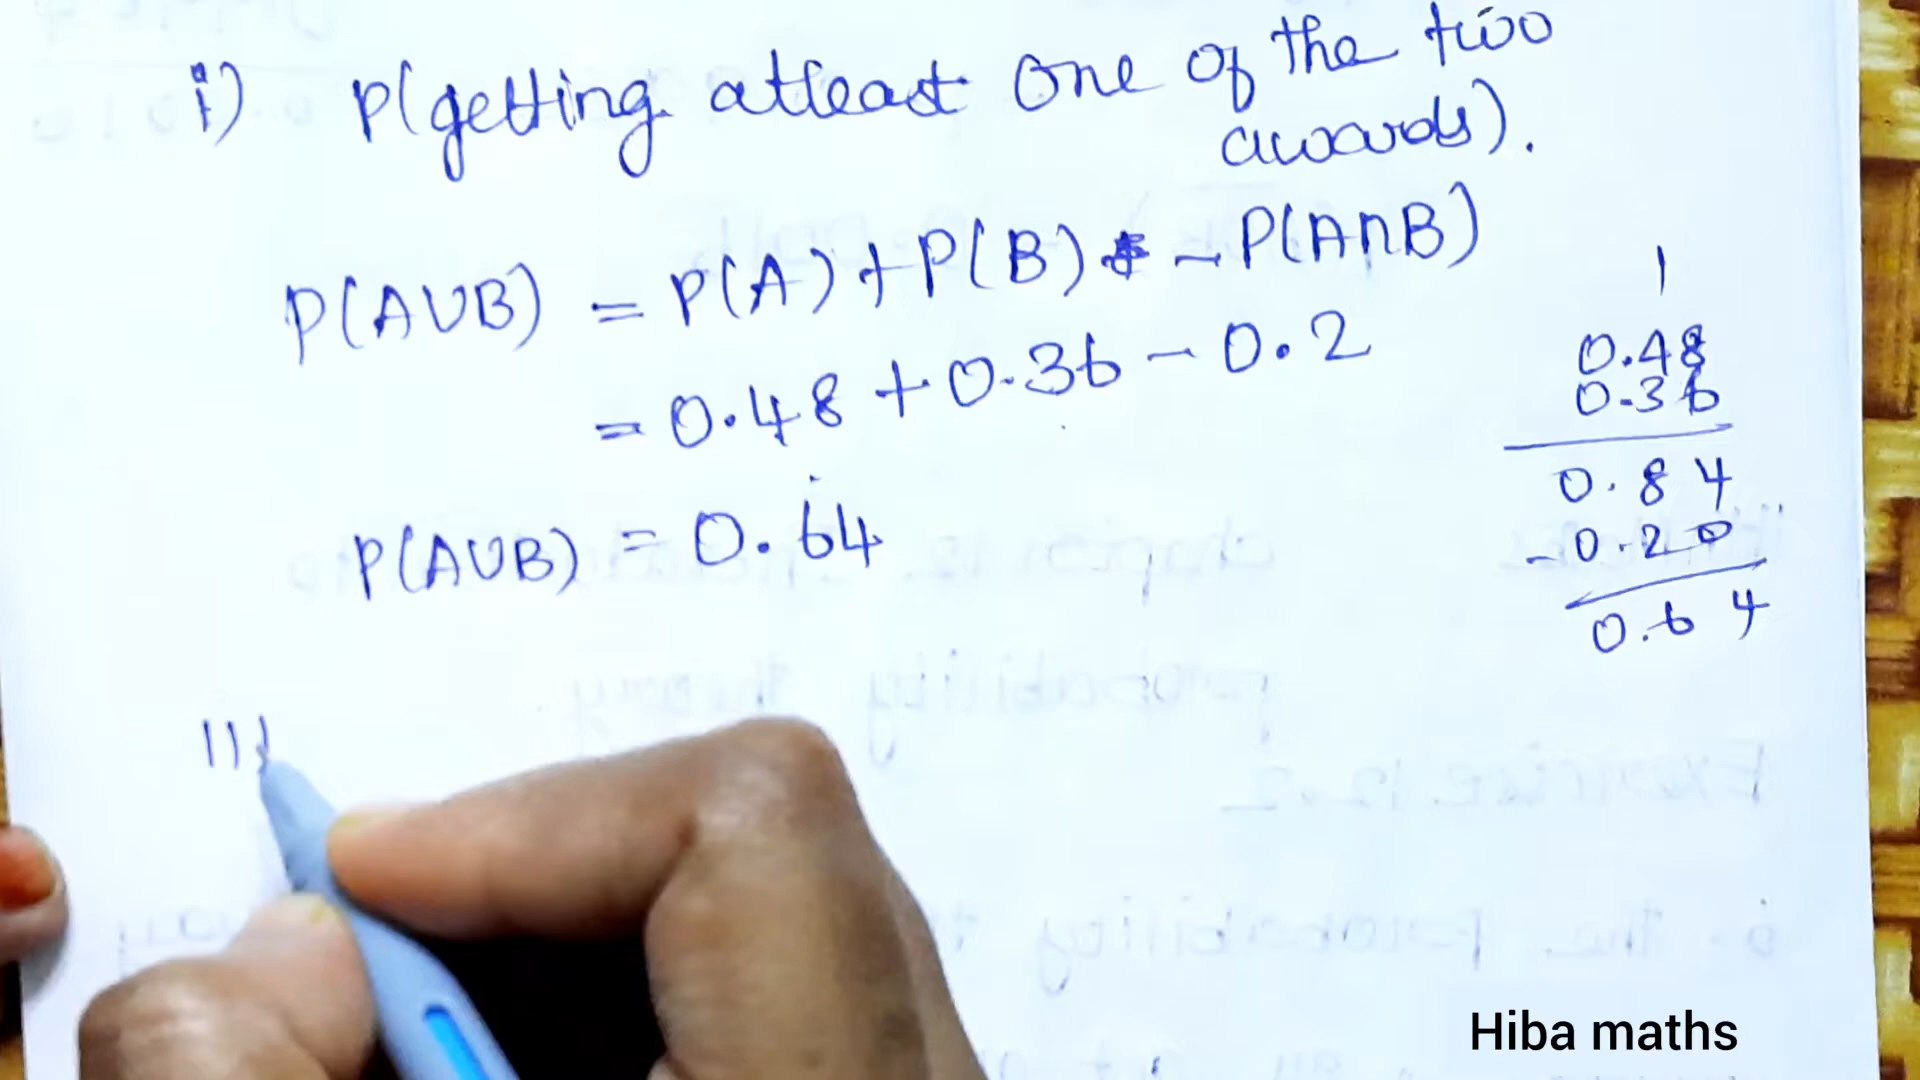 i) P(getting atleast one of the two
awards).
P(AUB) = P(A) + P(B) - P(A∩B)
= 0.48 + 0.36 - 0.2
P(AUB) = 0.64
1
0.48
0.36
0.84
- 0.20
0.64
ii)
Hiba maths